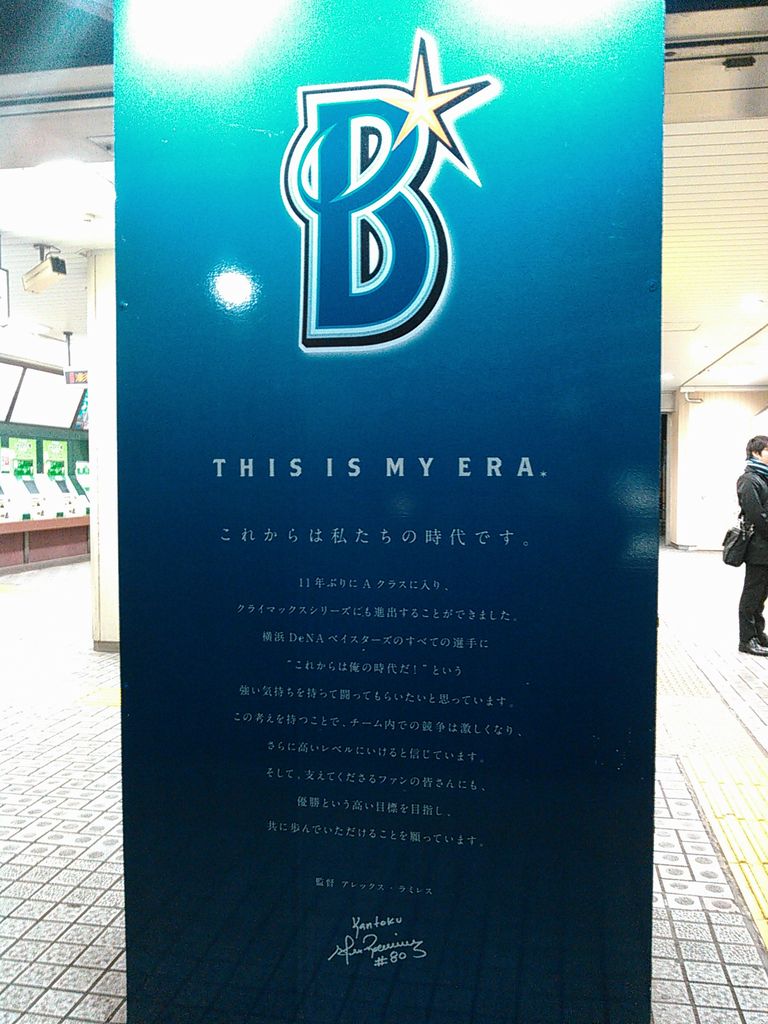 B
THIS IS MY ERA.
これからは私たちの時代です。
11年ぶりにAクラスに入り、
クライマックスシリーズにも進出することができました。
横浜DeNAベイスターズのすべての選手に
“これからは俺の時代だ！”という
強い気持ちを持って闘ってもらいたいと思っています。
この考えを持つことで、チーム内での競争は激しくなり、
さらに高いレベルにいけると信じています。
そして、支えてくださるファンの皆さんにも、
優勝という高い目標を目指し、
共に歩んでいただけることを願っています。
監督 アレックス・ラミレス
Kantoku
Alex Ramirez
#80